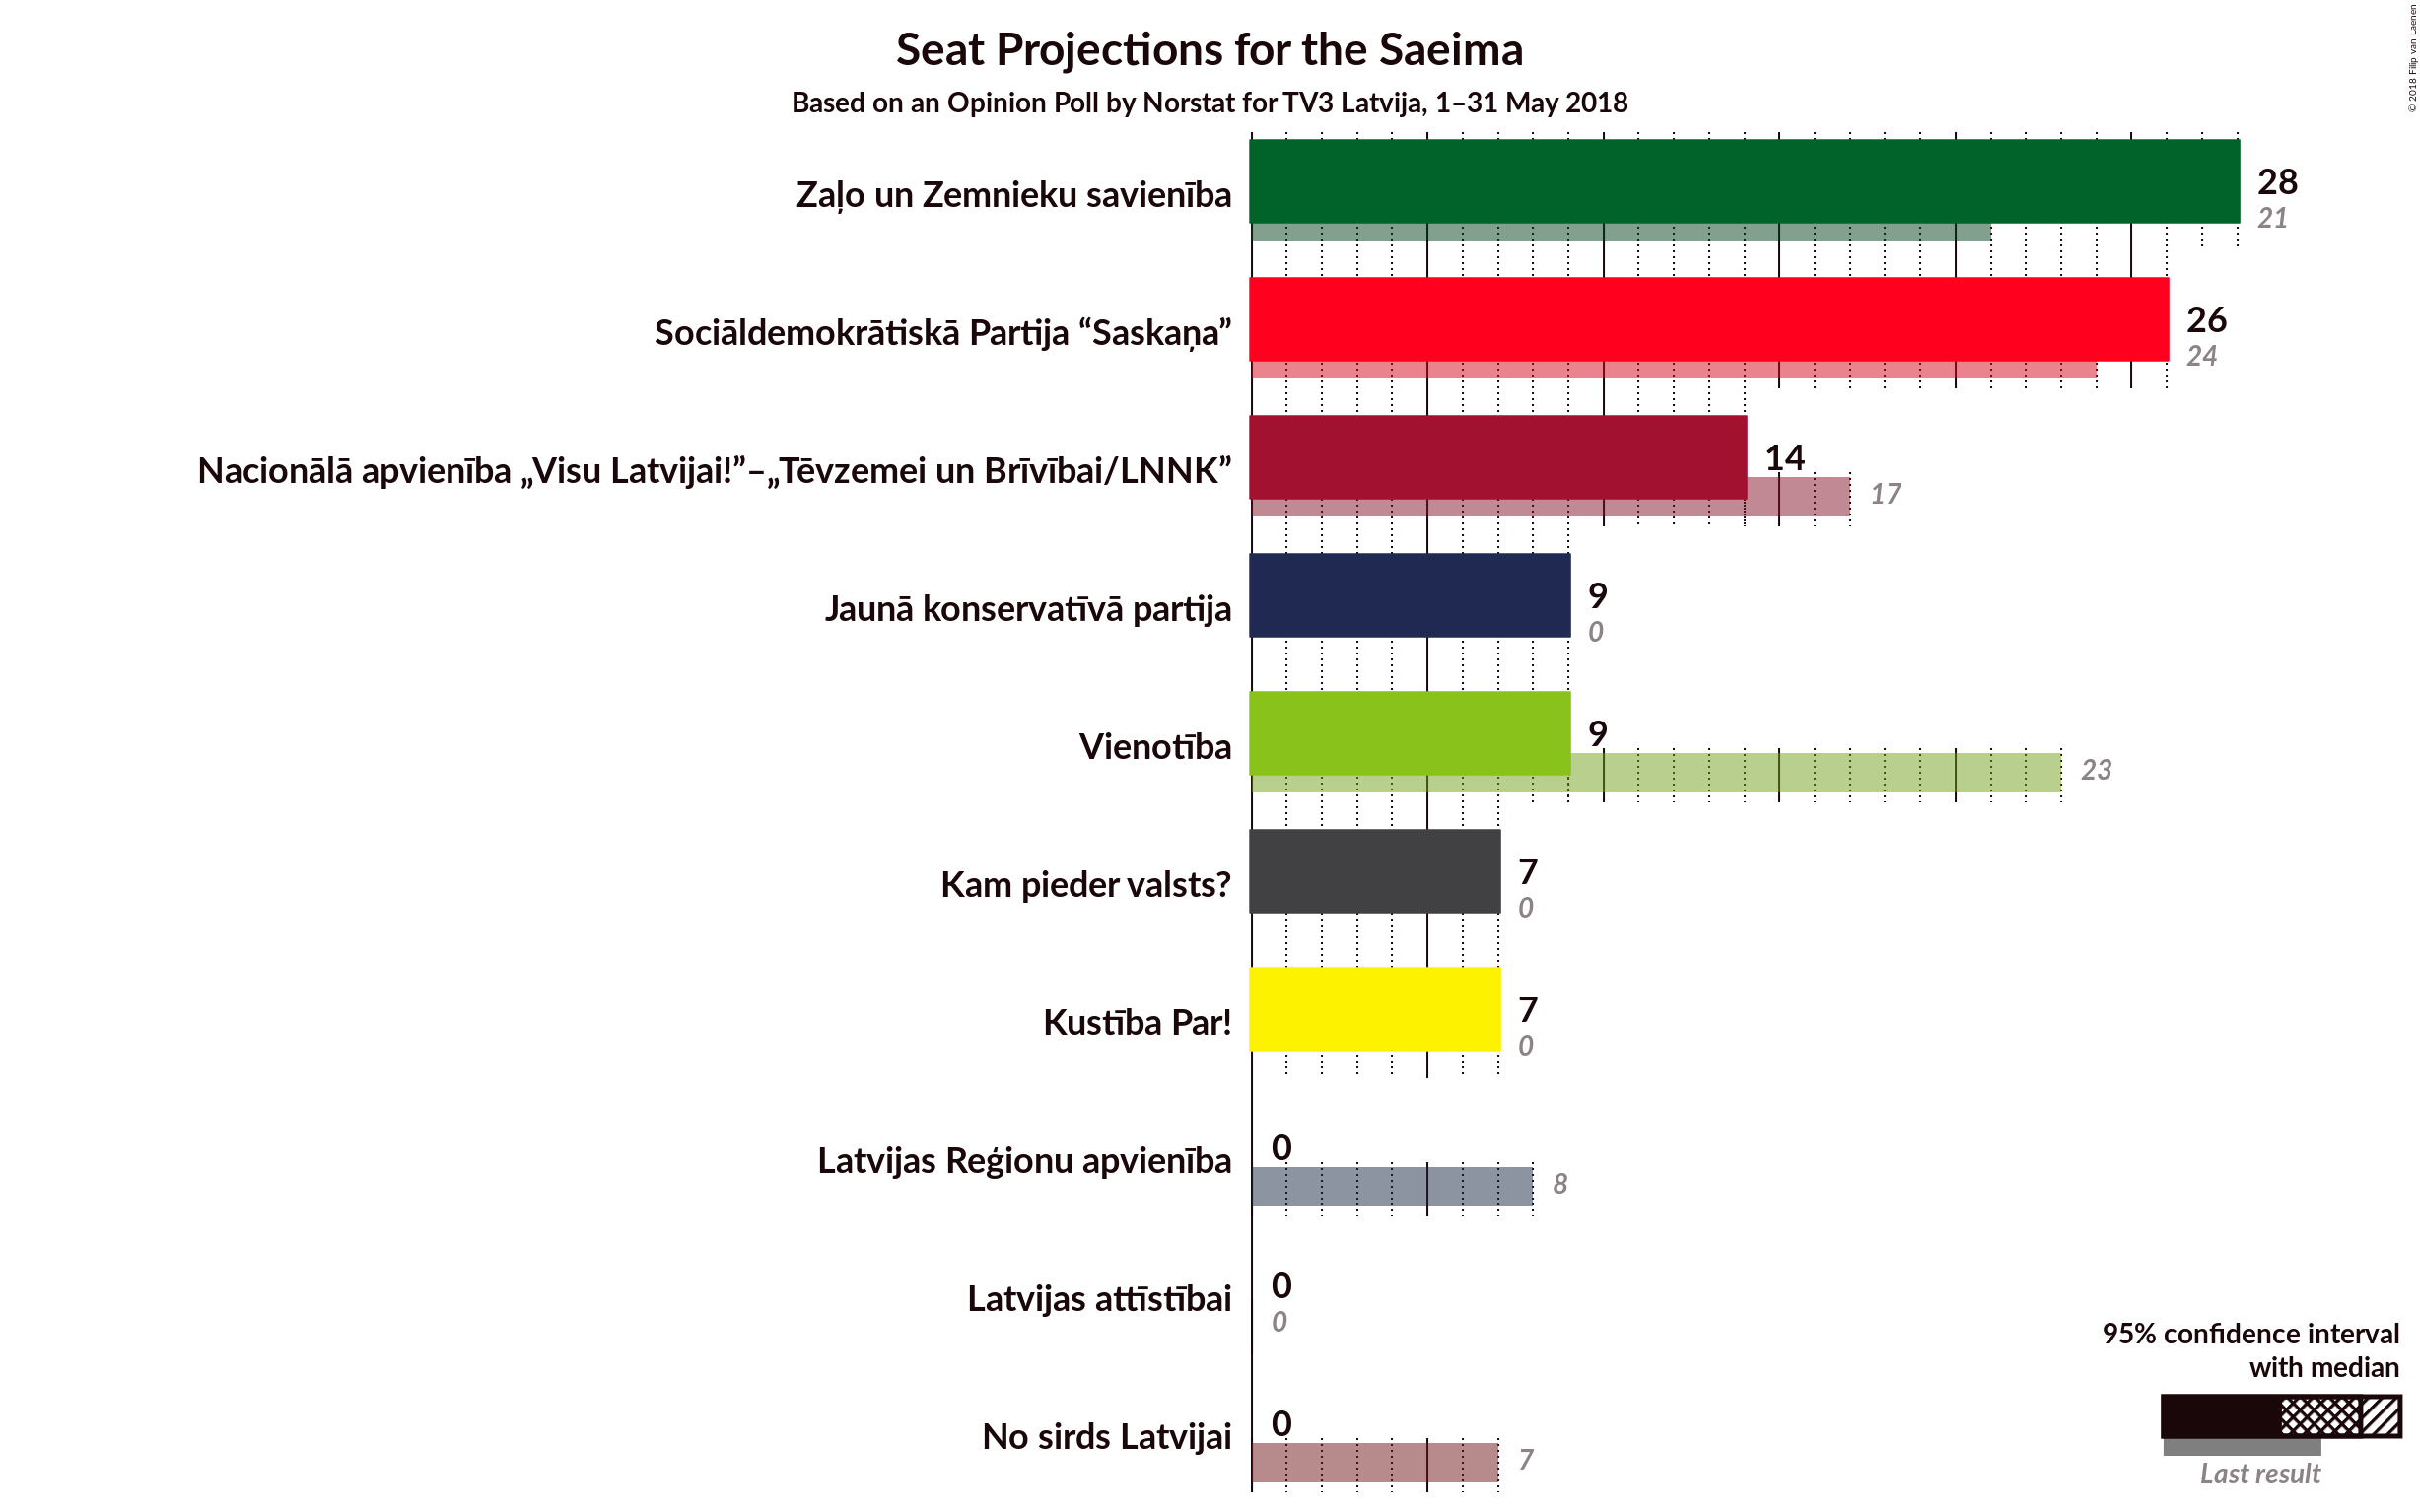 Seat Projections for the Saeima
Based on an Opinion Poll by Norstat for TV3 Latvija, 1–31 May 2018
© 2018 Filip van Laenen
Zaļo un Zemnieku savienība
28
21
Sociāldemokrātiskā Partija “Saskaņa”
26
24
Nacionālā apvienība „Visu Latvijai!”–„Tēvzemei un Brīvībai/LNNK”
14
17
Jaunā konservatīvā partija
9
0
Vienotība
9
23
Kam pieder valsts?
7
0
Kustība Par!
7
0
Latvijas Reģionu apvienība
0
8
Latvijas attīstībai
0
0
No sirds Latvijai
0
7
95% confidence interval
with median
Last result